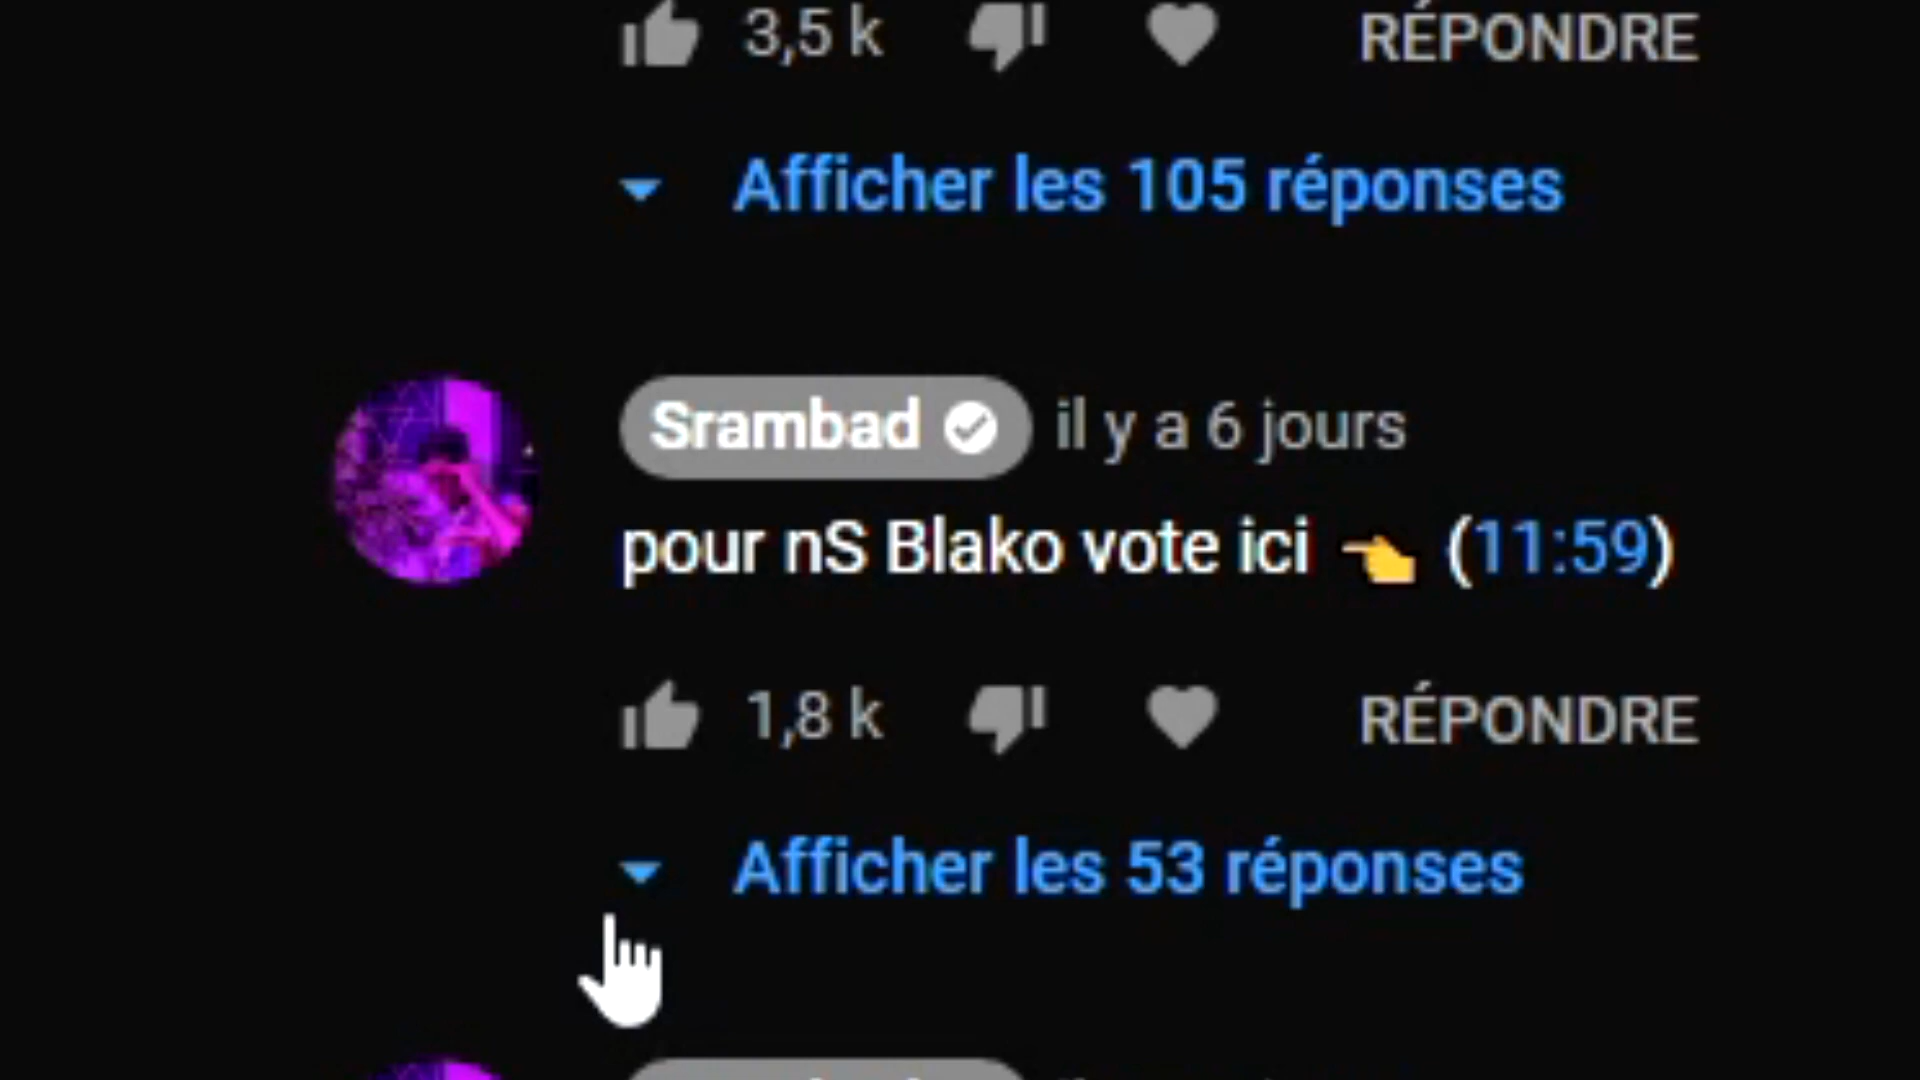 3,5 k RÉPONDRE
Afficher les 105 réponses
Srambad il y a 6 jours
pour nS Blako vote ici 👈 (11:59)
1,8 k RÉPONDRE
Afficher les 53 réponses